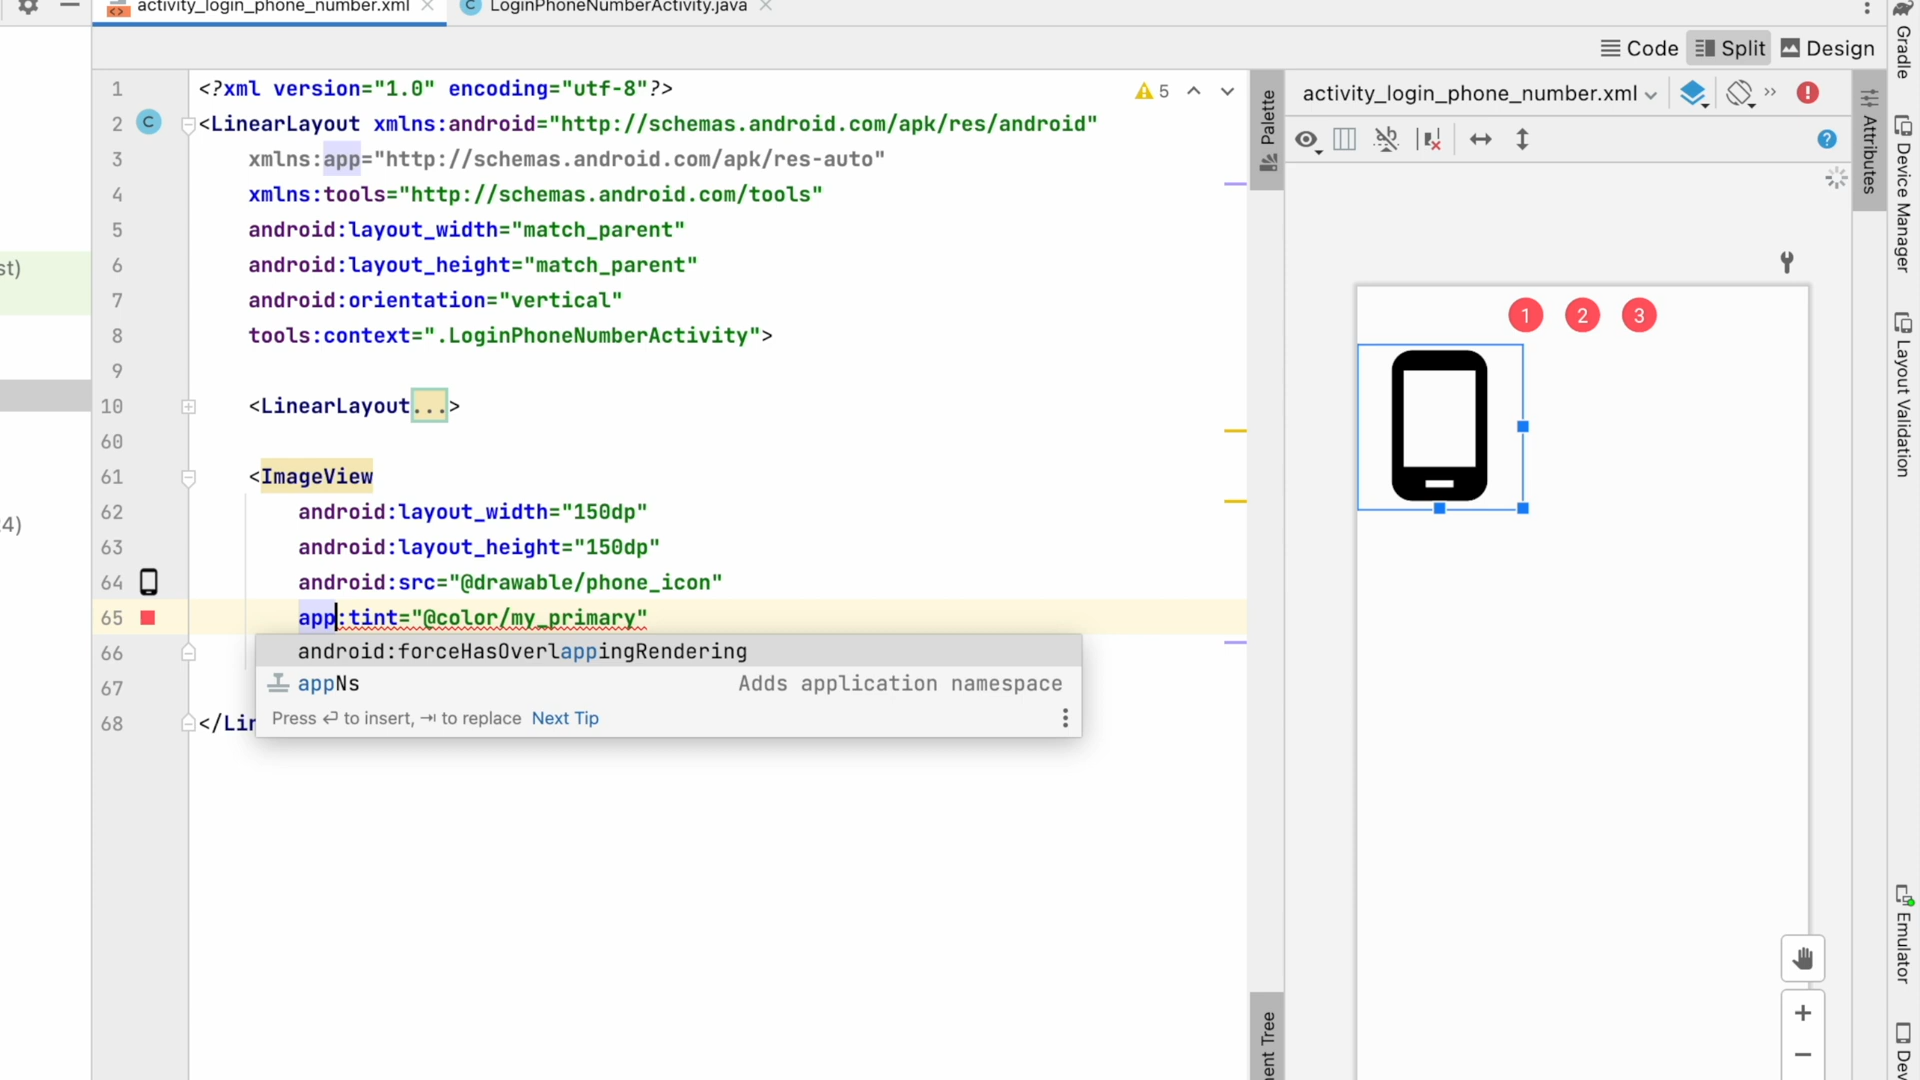 activity_login_phone_number.xml
LoginPhoneNumberActivity.java
Gradle
Code
Split
Design
1 <?xml version="1.0" encoding="utf-8"?>
5
Palette
activity_login_phone_number.xml
2 C <LinearLayout xmlns:android="http://schemas.android.com/apk/res/android"
3 xmlns:app="http://schemas.android.com/apk/res-auto"
4 xmlns:tools="http://schemas.android.com/tools"
5 android:layout_width="match_parent"
6 android:layout_height="match_parent"
7 android:orientation="vertical"
8 tools:context=".LoginPhoneNumberActivity">
9
10 <LinearLayout...>
60
61 <ImageView
62 android:layout_width="150dp"
63 android:layout_height="150dp"
64 android:src="@drawable/phone_icon"
65 app:tint="@color/my_primary"
66 android:forceHasOverlappingRendering
67 appNs Adds application namespace
Press ↩ to insert, ⇥ to replace Next Tip
68 </Lin
st)
4)
1 2 3
Attributes
Device Manager
Layout Validation
Emulator